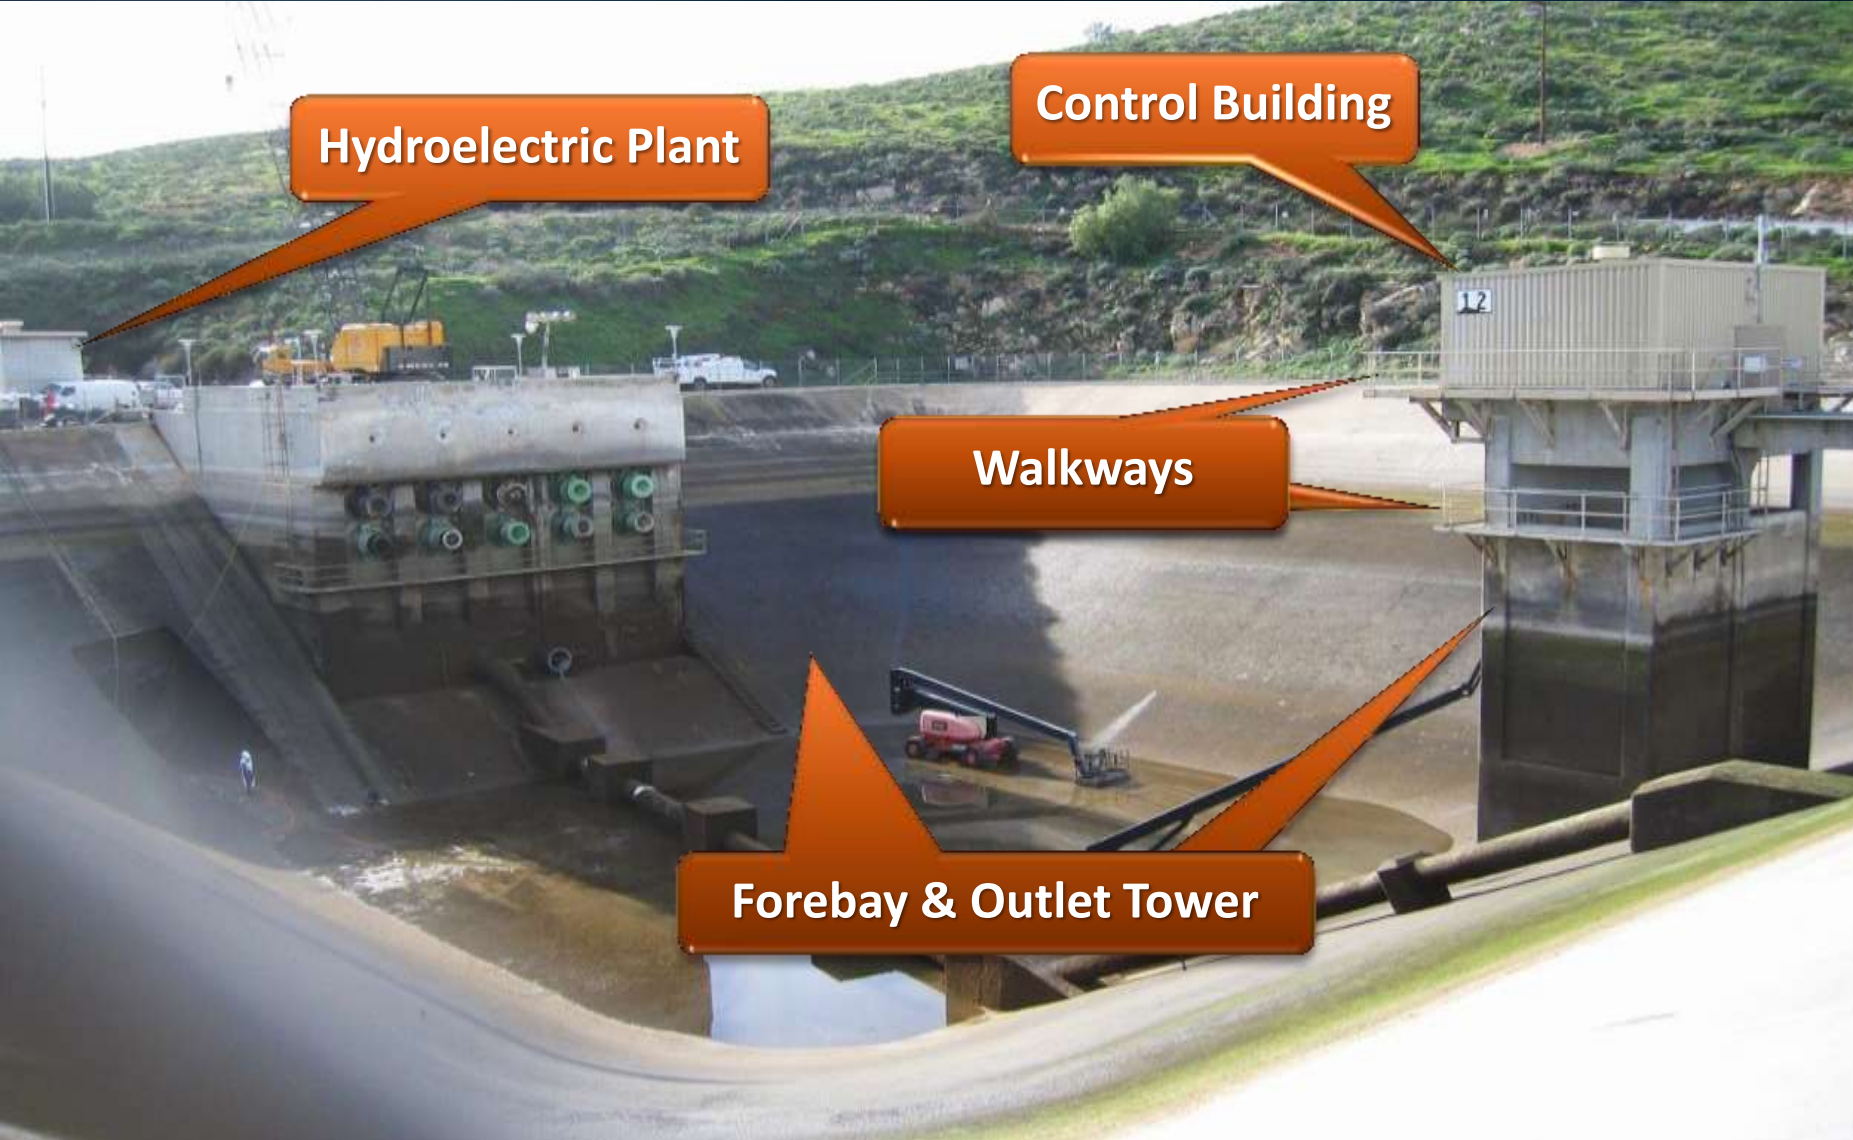 Hydroelectric Plant
Control Building
12
Walkways
Forebay & Outlet Tower